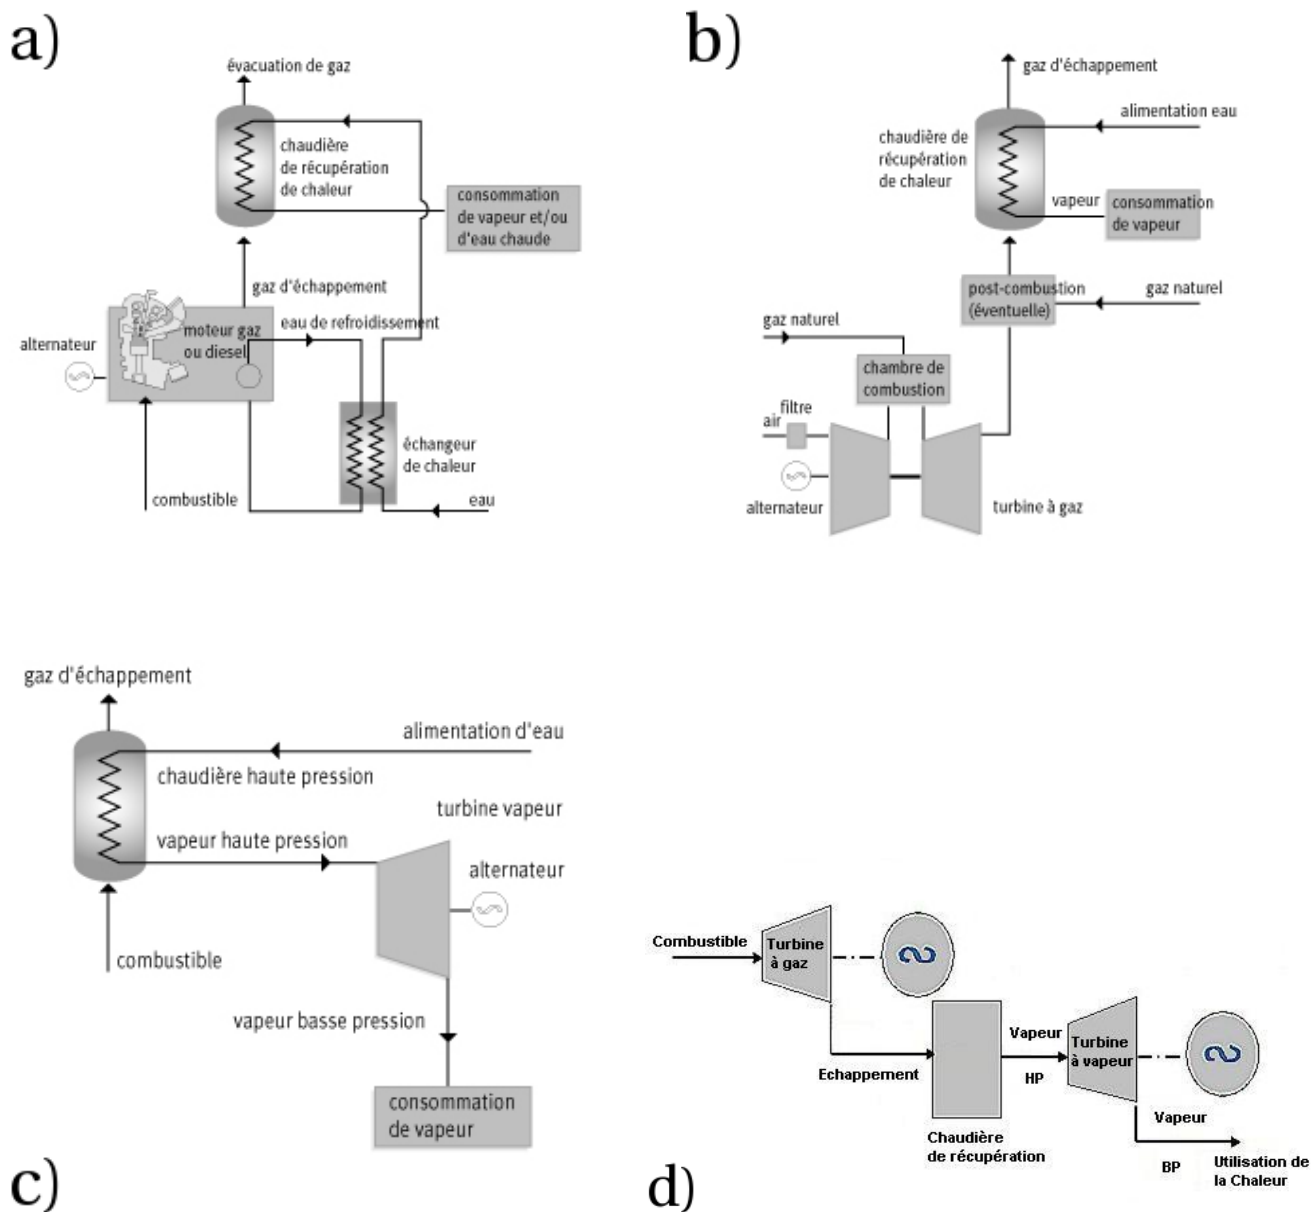 a)
évacuation de gaz
chaudière
de récupération
de chaleur
consommation
de vapeur et/ou
d'eau chaude
gaz d'échappement
eau de refroidissement
moteur gaz
ou diesel
alternateur
échangeur
de chaleur
combustible
eau
b)
gaz d'échappement
alimentation eau
chaudière de
récupération
de chaleur
vapeur
consommation
de vapeur
post-combustion
(éventuelle)
gaz naturel
gaz naturel
chambre de
combustion
filtre
air
alternateur
turbine à gaz
gaz d'échappement
alimentation d'eau
chaudière haute pression
turbine vapeur
vapeur haute pression
alternateur
combustible
vapeur basse pression
consommation
de vapeur
c)
Combustible
Turbine
à gaz
Echappement
Vapeur
HP
Turbine
à vapeur
Chaudière
de récupération
Vapeur
BP
Utilisation de
la Chaleur
d)